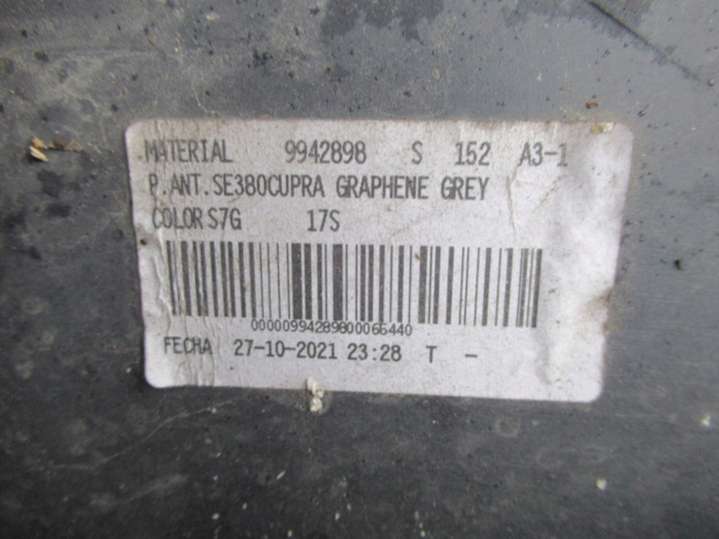 MATERIAL 9942898 S 152 A3-1
P.ANT.SE380CUPRA GRAPHENE GREY
COLOR S7G 17S
00000994289800066440
FECHA 27-10-2021 23:28 T -